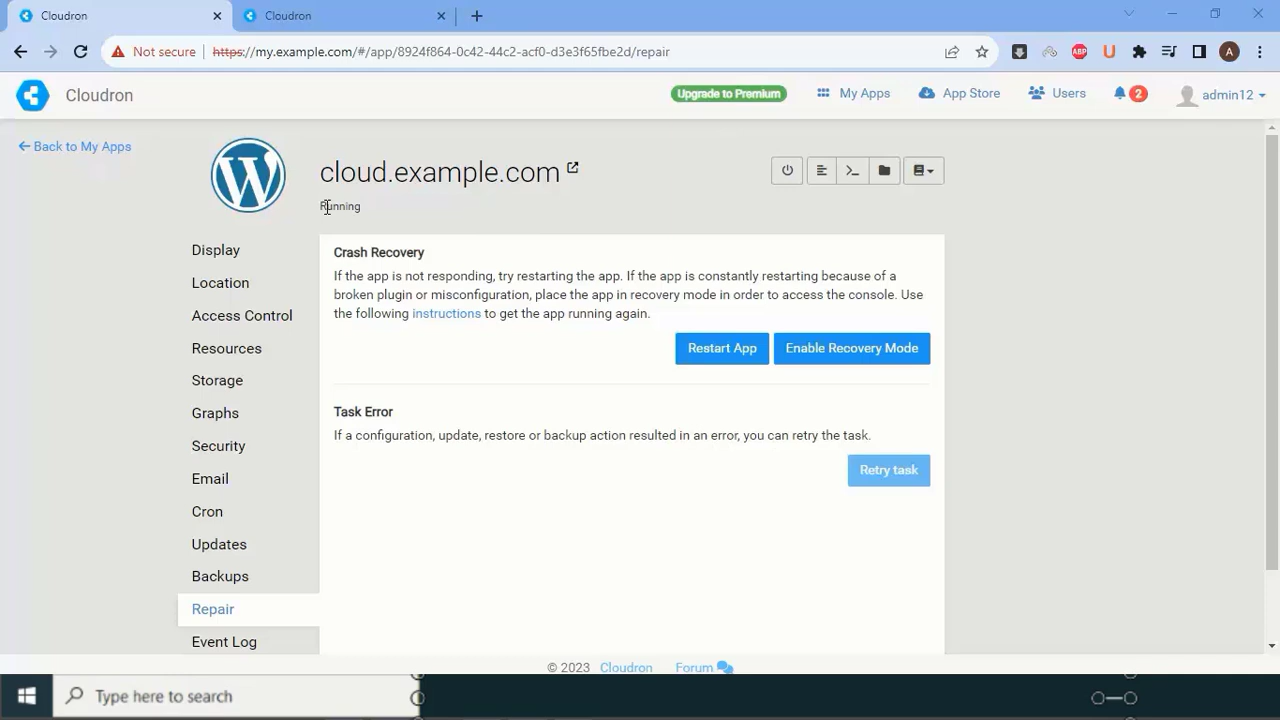 Cloudron
Cloudron
Not secure
https://my.example.com/#/app/8924f864-0c42-44c2-acf0-d3e3f65fbe2d/repair
ABP
U
A
Cloudron
Upgrade to Premium
My Apps
App Store
Users
2
admin12
Back to My Apps
W
cloud.example.com
Running
Display
Location
Access Control
Resources
Storage
Graphs
Security
Email
Cron
Updates
Backups
Repair
Event Log
Crash Recovery
If the app is not responding, try restarting the app. If the app is constantly restarting because of a
broken plugin or misconfiguration, place the app in recovery mode in order to access the console. Use
the following instructions to get the app running again.
Restart App
Enable Recovery Mode
Task Error
If a configuration, update, restore or backup action resulted in an error, you can retry the task.
Retry task
© 2023 Cloudron Forum
Type here to search